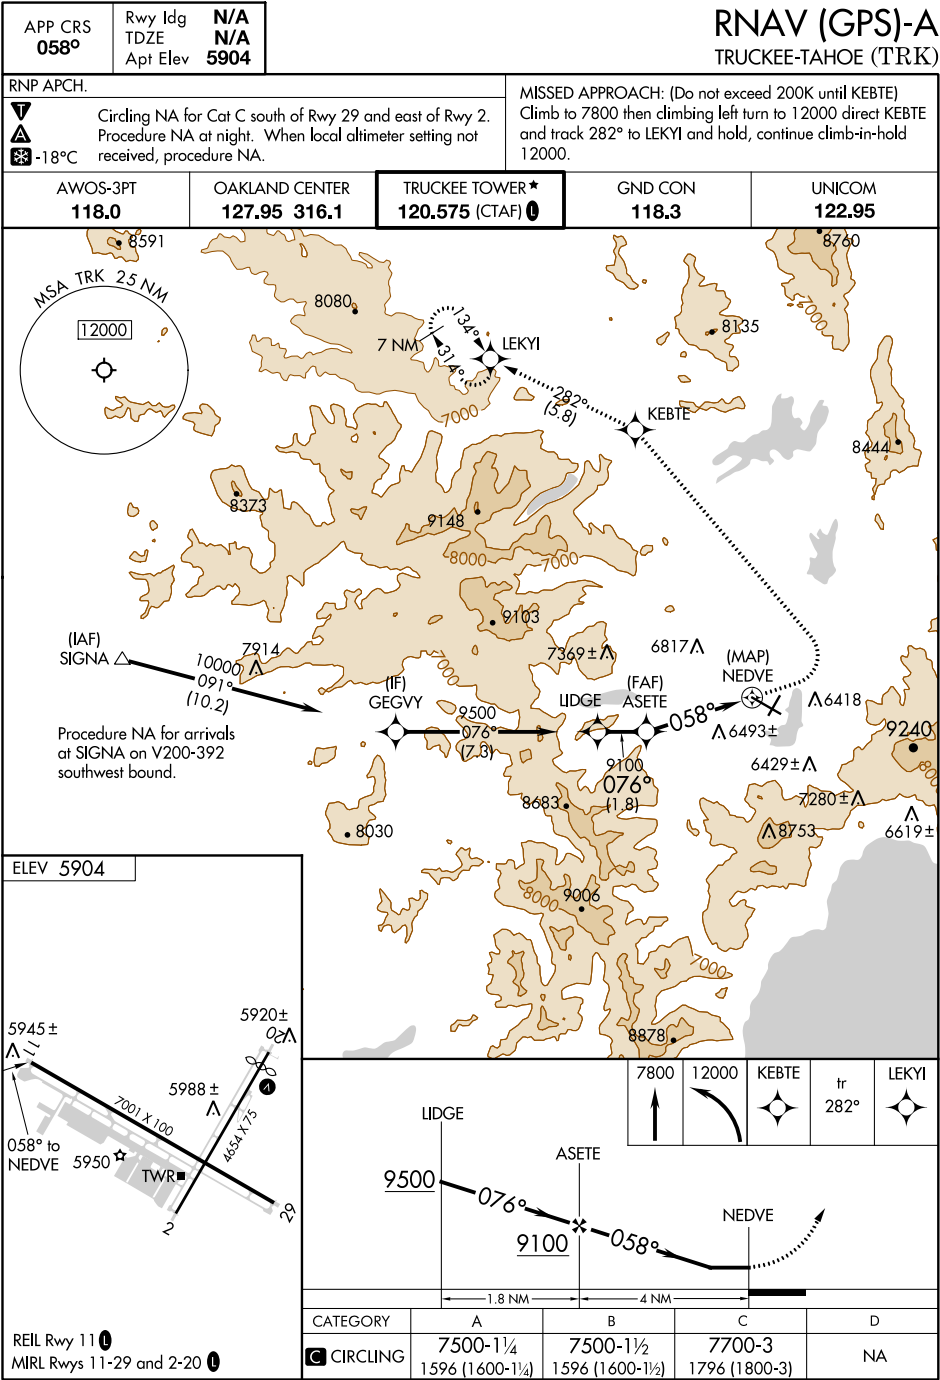 APP CRS
058°
Rwy Idg N/A
TDZE N/A
Apt Elev 5904
RNAV (GPS)-A
TRUCKEE-TAHOE (TRK)
RNP APCH.
T
A
-18°C
Circling NA for Cat C south of Rwy 29 and east of Rwy 2.
Procedure NA at night. When local altimeter setting not
received, procedure NA.
MISSED APPROACH: (Do not exceed 200K until KEBTE)
Climb to 7800 then climbing left turn to 12000 direct KEBTE
and track 282° to LEKYI and hold, continue climb-in-hold
12000.
AWOS-3PT
118.0
OAKLAND CENTER
127.95 316.1
TRUCKEE TOWER★
120.575 (CTAF) L
GND CON
118.3
UNICOM
122.95
8591
8760
MSA TRK 25 NM
12000
8080
7 NM
134°
314°
LEKYI
8135
7000
7000
282°
(5.8)
KEBTE
8444
8373
9148
8000
7000
9103
(IAF)
SIGNA
10000
091°
(10.2)
7914
7369±
6817
(MAP)
NEDVE
7000
(IF)
GEGVY
9500
076°
(7.3)
LIDGE
(FAF)
ASETE
058°
6418
6493±
9240
Procedure NA for arrivals
at SIGNA on V200-392
southwest bound.
9100
076°
(1.8)
6429±
7280±
8683
8753
6619±
8030
8000
9006
7000
8878
ELEV 5904
5945±
11
5920±
20
5988±
7001 X 100
4654 X 75
058° to
NEDVE
5950
TWR
2
29
REIL Rwy 11 L
MIRL Rwys 11-29 and 2-20 L
7800
12000
KEBTE
tr
282°
LEKYI
LIDGE
ASETE
NEDVE
9500
076°
9100
058°
1.8 NM
4 NM
CATEGORY A B C D
C CIRCLING
7500-1¼
1596 (1600-1¼)
7500-1½
1596 (1600-1½)
7700-3
1796 (1800-3)
NA